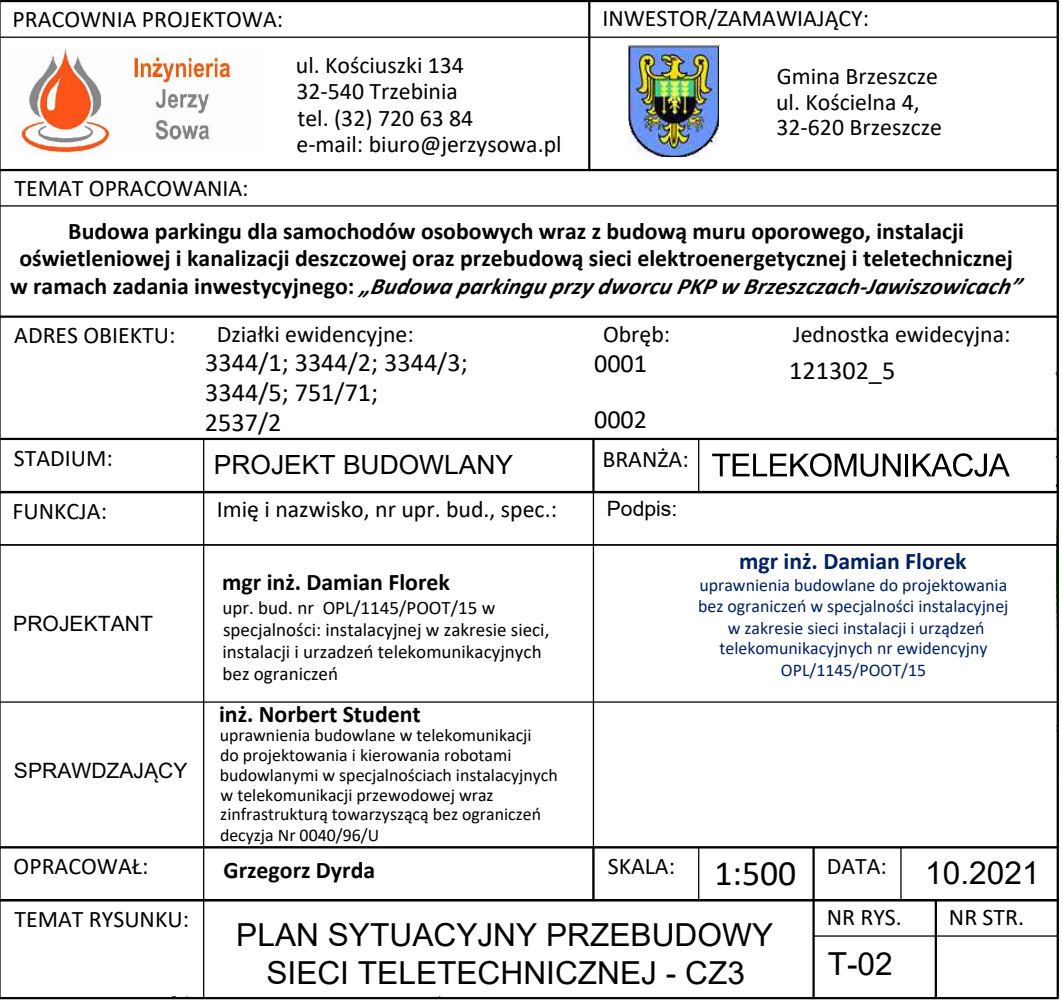 PRACOWNIA PROJEKTOWA:
INWESTOR/ZAMAWIAJĄCY:
Inżynieria
Jerzy
Sowa
ul. Kościuszki 134
32-540 Trzebinia
tel. (32) 720 63 84
e-mail: biuro@jerzysowa.pl
Gmina Brzeszcze
ul. Kościelna 4,
32-620 Brzeszcze
TEMAT OPRACOWANIA:
Budowa parkingu dla samochodów osobowych wraz z budową muru oporowego, instalacji
oświetleniowej i kanalizacji deszczowej oraz przebudową sieci elektroenergetycznej i teletechnicznej
w ramach zadania inwestycyjnego: „Budowa parkingu przy dworcu PKP w Brzeszczach-Jawiszowicach”
ADRES OBIEKTU:
Działki ewidencyjne:
3344/1; 3344/2; 3344/3;
3344/5; 751/71;
2537/2
Obręb:
0001
0002
Jednostka ewidecyjna:
121302_5
STADIUM:
PROJEKT BUDOWLANY
BRANŻA:
TELEKOMUNIKACJA
FUNKCJA:
Imię i nazwisko, nr upr. bud., spec.:
Podpis:
PROJEKTANT
mgr inż. Damian Florek
upr. bud. nr OPL/1145/POOT/15 w
specjalności: instalacyjnej w zakresie sieci,
instalacji i urzadzeń telekomunikacyjnych
bez ograniczeń
mgr inż. Damian Florek
uprawnienia budowlane do projektowania
bez ograniczeń w specjalności instalacyjnej
w zakresie sieci instalacji i urządzeń
telekomunikacyjnych nr ewidencyjny
OPL/1145/POOT/15
SPRAWDZAJĄCY
inż. Norbert Student
uprawnienia budowlane w telekomunikacji
do projektowania i kierowania robotami
budowlanymi w specjalnościach instalacyjnych
w telekomunikacji przewodowej wraz
zinfrastrukturą towarzyszącą bez ograniczeń
decyzja Nr 0040/96/U
OPRACOWAŁ:
Grzegorz Dyrda
SKALA:
1:500
DATA:
10.2021
TEMAT RYSUNKU:
PLAN SYTUACYJNY PRZEBUDOWY
SIECI TELETECHNICZNEJ - CZ3
NR RYS.
T-02
NR STR.